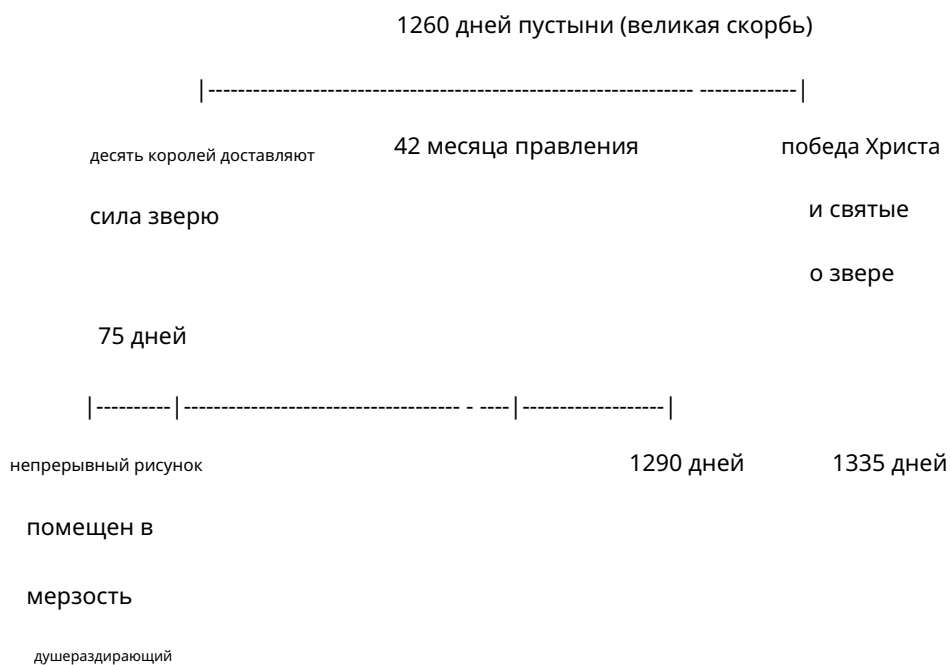 1260 дней пустыни (великая скорбь)
|---------------------------------------------------------------- -------------|
десять королей доставляют 42 месяца правления победа Христа
сила зверю и святые
о звере
75 дней
|----------|------------------------------------- - ----|-------------------|
непрерывный рисунок 1290 дней 1335 дней
помещен в
мерзость
душераздирающий